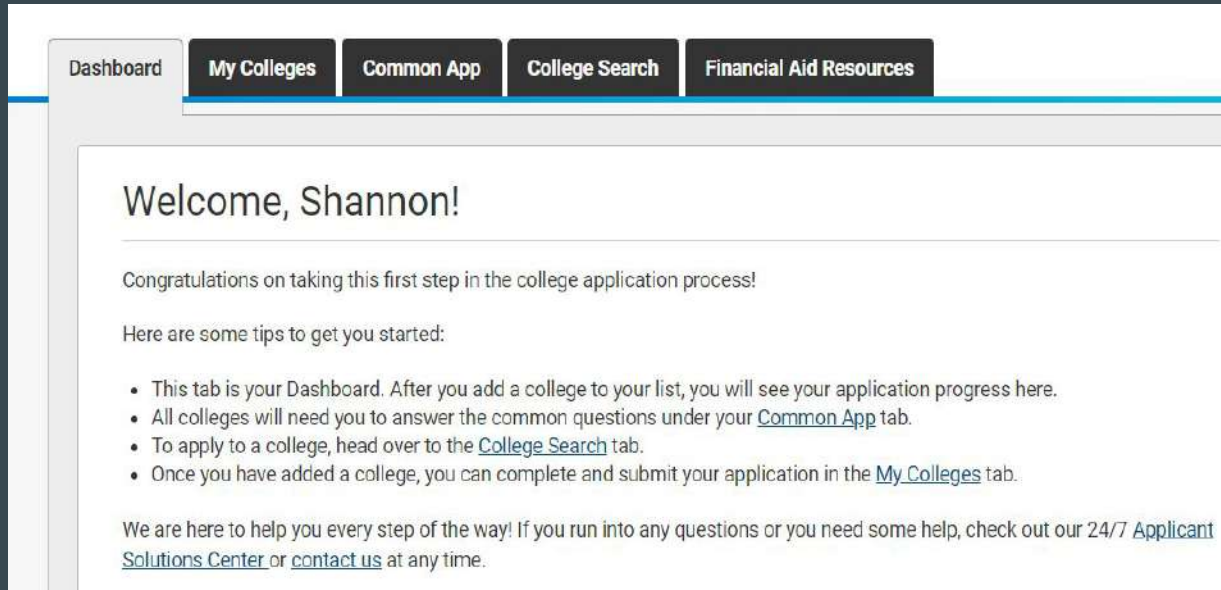 Dashboard My Colleges Common App College Search Financial Aid Resources
Welcome, Shannon!
Congratulations on taking this first step in the college application process!
Here are some tips to get you started:
• This tab is your Dashboard. After you add a college to your list, you will see your application progress here.
• All colleges will need you to answer the common questions under your Common App tab.
• To apply to a college, head over to the College Search tab.
• Once you have added a college, you can complete and submit your application in the My Colleges tab.
We are here to help you every step of the way! If you run into any questions or you need some help, check out our 24/7 Applicant
Solutions Center or contact us at any time.